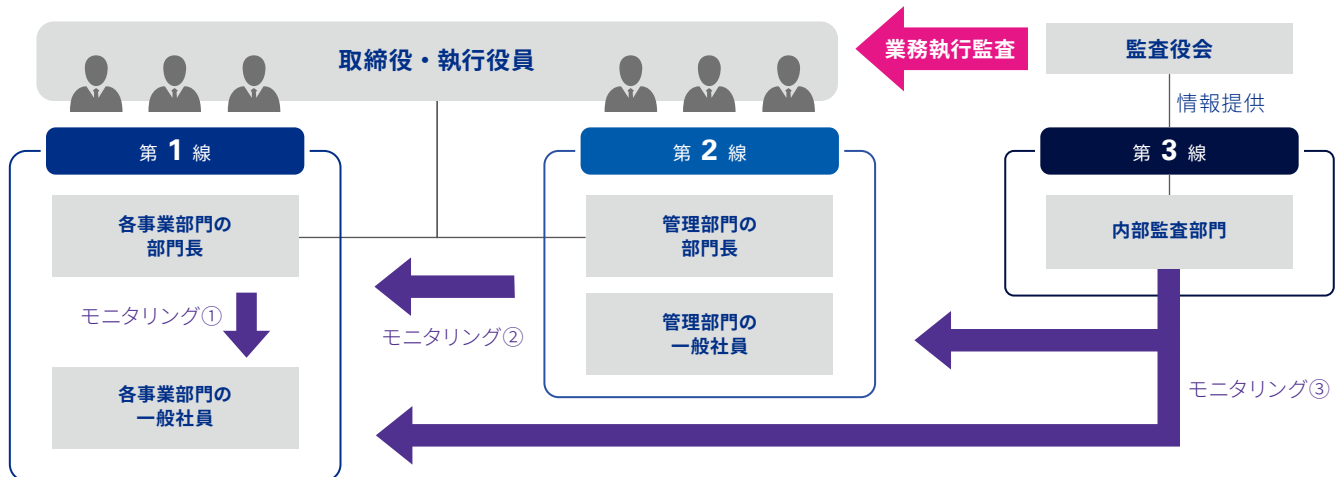 取締役・執行役員
業務執行監査
監査役会
情報提供
第 1 線
各事業部門の
部門長
モニタリング①
各事業部門の
一般社員
モニタリング②
第 2 線
管理部門の
部門長
管理部門の
一般社員
第 3 線
内部監査部門
モニタリング③